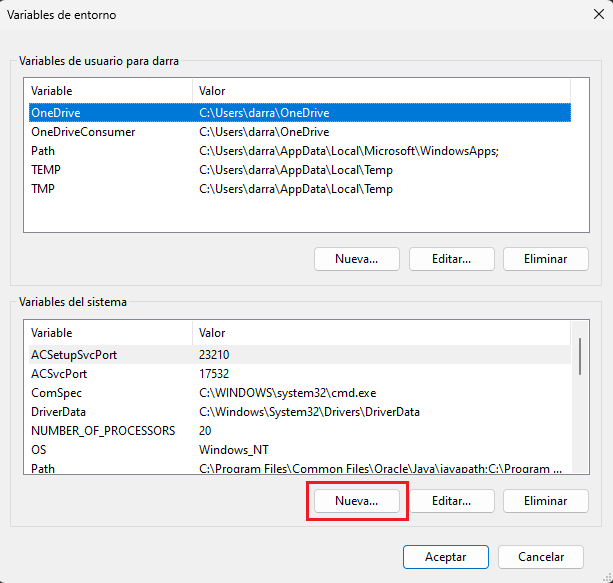 Variables de entorno
Variables de usuario para darra
Variable Valor
OneDrive C:\Users\darra\OneDrive
OneDriveConsumer C:\Users\darra\OneDrive
Path C:\Users\darra\AppData\Local\Microsoft\WindowsApps;
TEMP C:\Users\darra\AppData\Local\Temp
TMP C:\Users\darra\AppData\Local\Temp
Nueva... Editar... Eliminar
Variables del sistema
Variable Valor
ACSetupSvcPort 23210
ACSvcPort 17532
ComSpec C:\WINDOWS\system32\cmd.exe
DriverData C:\Windows\System32\Drivers\DriverData
NUMBER_OF_PROCESSORS 20
OS Windows_NT
Path C:\Program Files\Common Files\Oracle\Java\javapath;C:\Program ...
Nueva... Editar... Eliminar
Aceptar Cancelar